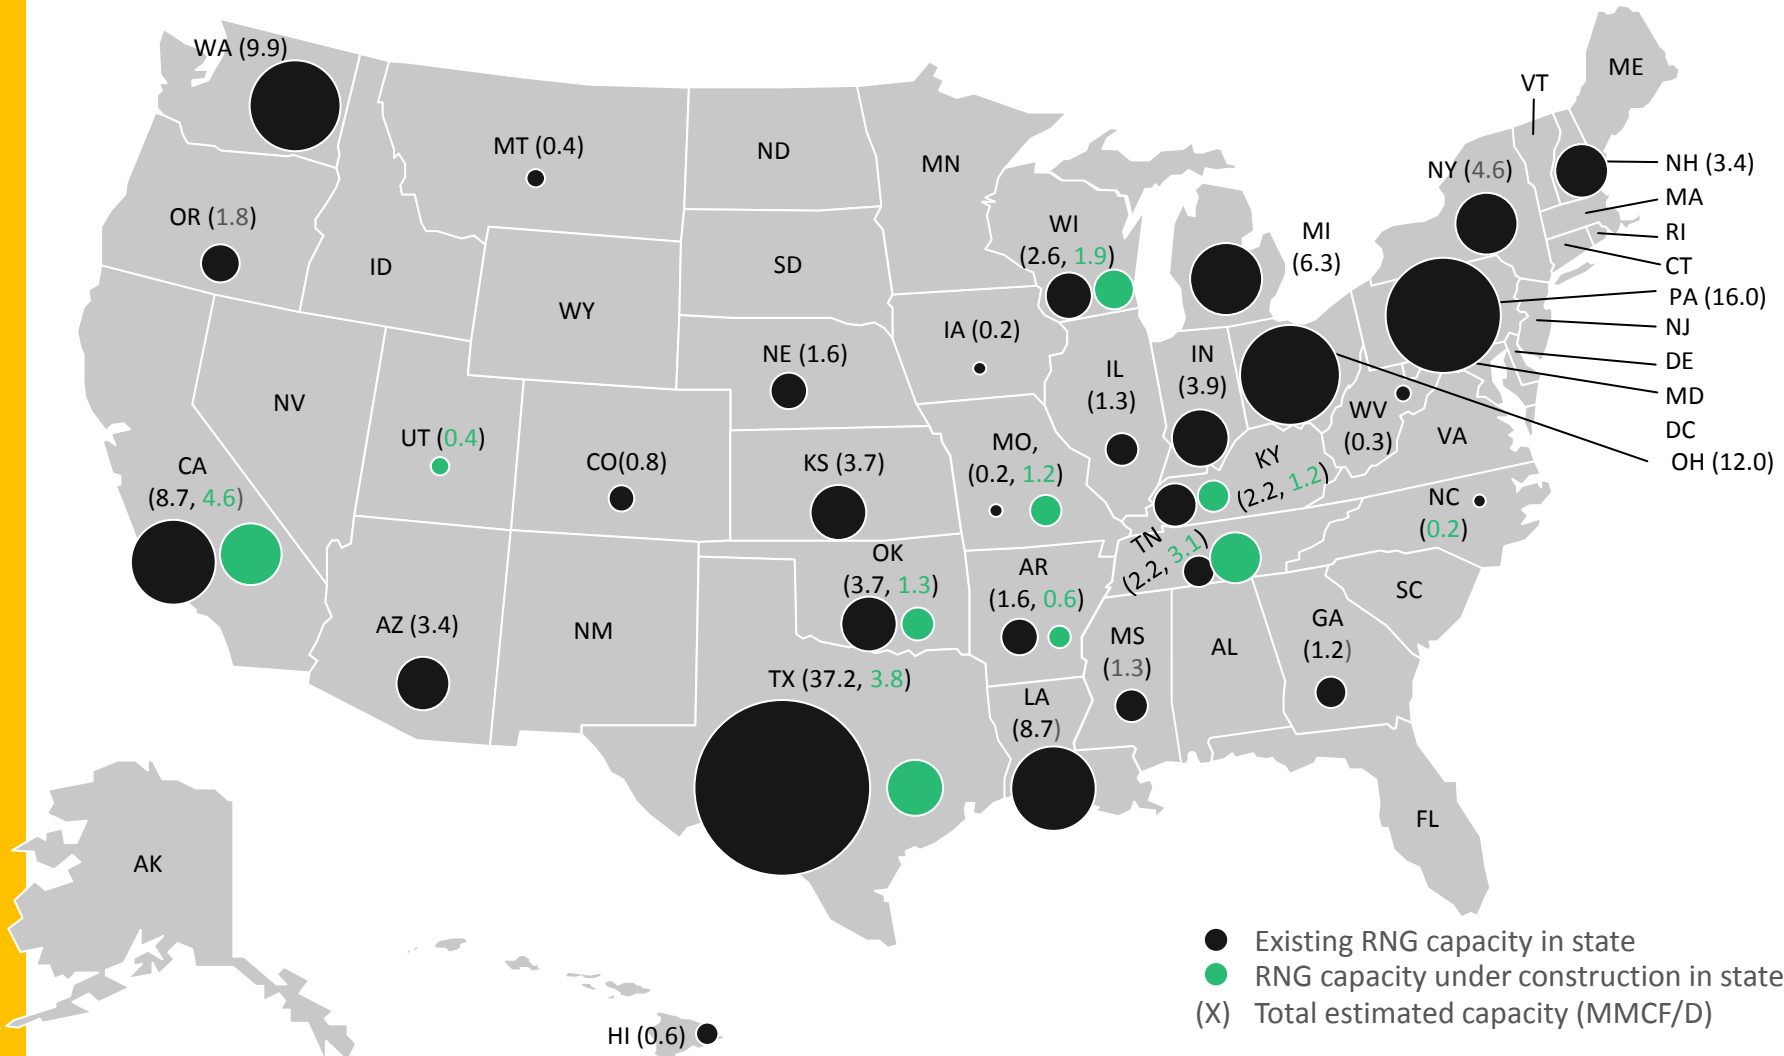 WA (9.9)
MT (0.4)
ND
MN
VT
ME
OR (1.8)
ID
SD
WI
(2.6, 1.9)
MI
(6.3)
NY (4.6)
NH (3.4)
MA
RI
CT
PA (16.0)
NJ
DE
MD
DC
OH (12.0)
WY
IA (0.2)
NE (1.6)
IL
(1.3)
IN
(3.9)
WV
(0.3)
VA
NV
UT (0.4)
CO(0.8)
KS (3.7)
MO,
(0.2, 1.2)
KY
(2.2, 1.2)
CA
(8.7, 4.6)
NC
(0.2)
TN
(2.2, 3.1)
OK
(3.7, 1.3)
AR
(1.6, 0.6)
SC
AZ (3.4)
NM
MS
(1.3)
AL
GA
(1.2)
TX (37.2, 3.8)
LA
(8.7)
FL
AK
HI (0.6)
Existing RNG capacity in state
RNG capacity under construction in state
(X) Total estimated capacity (MMCF/D)